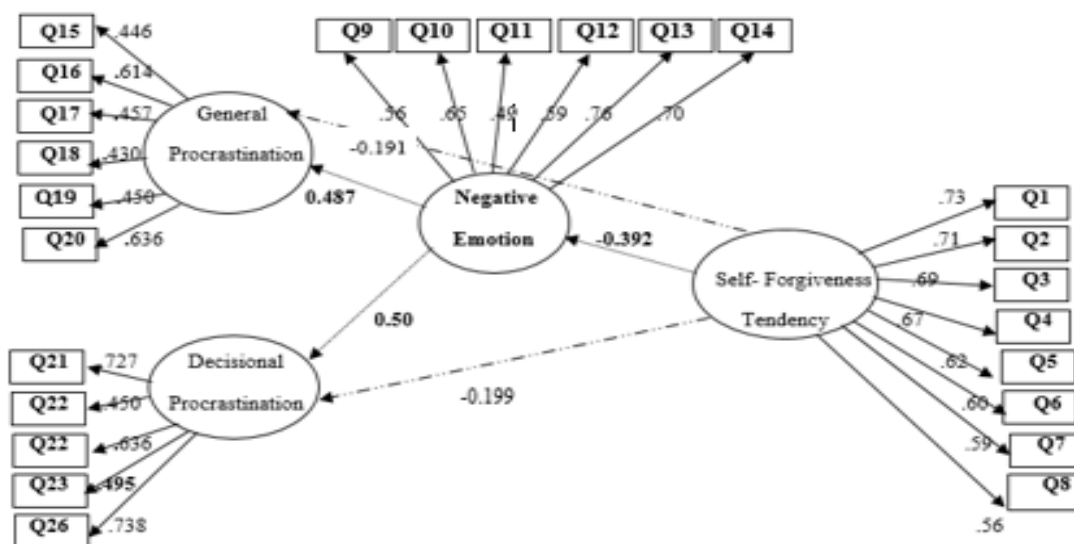 Q15
.446
Q16
.614
Q17
.457
Q18
.430
Q19
.450
Q20
.636
General
Procrastination
Q9
Q10
Q11
Q12
Q13
Q14
.56
.65
.49
.59
.76
.70
-0.191
0.487
Negative
Emotion
-0.392
0.50
Self- Forgiveness
Tendency
.73
Q1
.71
Q2
.69
Q3
.67
Q4
.62
Q5
.60
Q6
.59
Q7
.56
Q8
Decisional
Procrastination
-0.199
Q21
.727
Q22
.450
Q22
.636
Q23
.495
Q26
.738